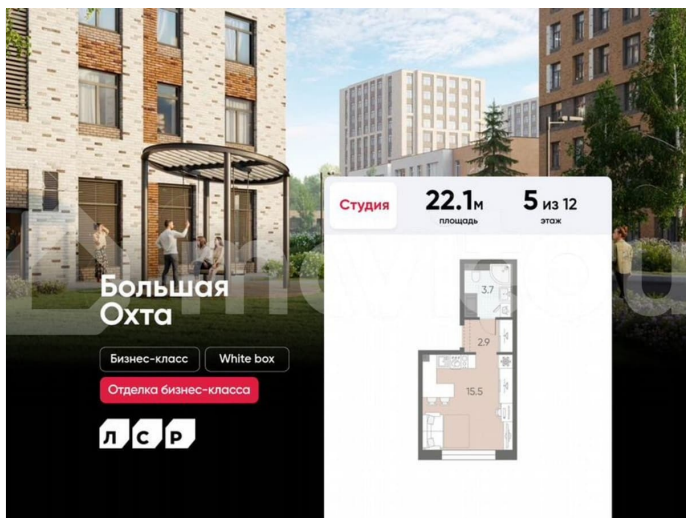 Студия
22.1м
площадь
5 из 12
этаж
Большая
Охта
Бизнес-класс
White box
Отделка бизнес-класса
ЛСР
3.7
2.9
15.5